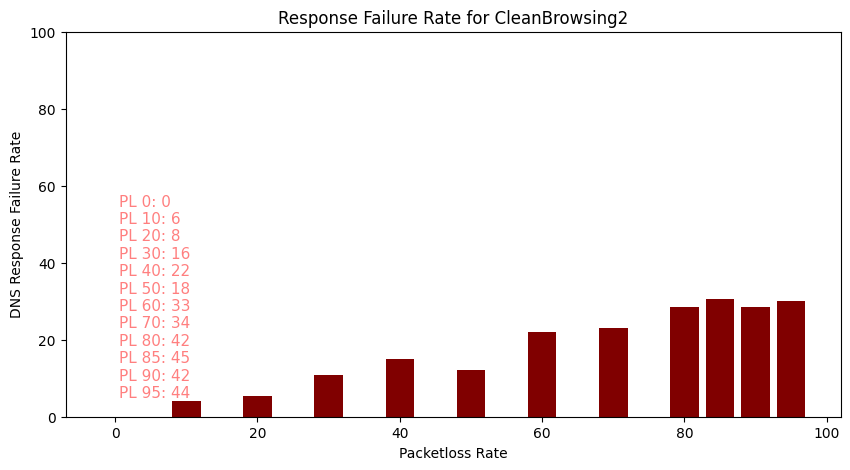 Response Failure Rate for CleanBrowsing2
100
80
60
40
20
0
DNS Response Failure Rate
PL 0: 0
PL 10: 6
PL 20: 8
PL 30: 16
PL 40: 22
PL 50: 18
PL 60: 33
PL 70: 34
PL 80: 42
PL 85: 45
PL 90: 42
PL 95: 44
0 20 40 60 80 100
Packetloss Rate